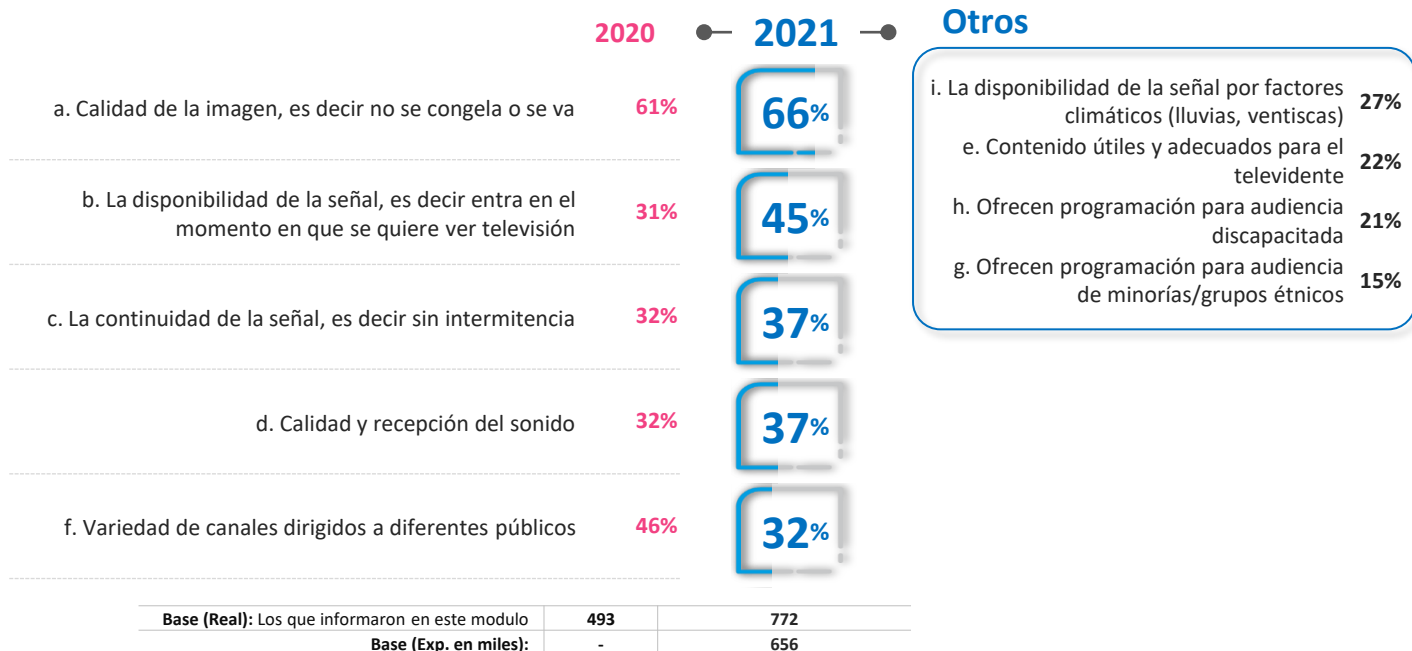 2020
2021
Otros
a. Calidad de la imagen, es decir no se congela o se va
61%
66%
b. La disponibilidad de la señal, es decir entra en el
momento en que se quiere ver televisión
31%
45%
c. La continuidad de la señal, es decir sin intermitencia
32%
37%
d. Calidad y recepción del sonido
32%
37%
f. Variedad de canales dirigidos a diferentes públicos
46%
32%
i. La disponibilidad de la señal por factores
climáticos (lluvias, ventiscas)
27%
e. Contenido útiles y adecuados para el
televidente
22%
h. Ofrecen programación para audiencia
discapacitada
21%
g. Ofrecen programación para audiencia
de minorías/grupos étnicos
15%
Base (Real): Los que informaron en este modulo 493 772
Base (Exp. en miles): - 656